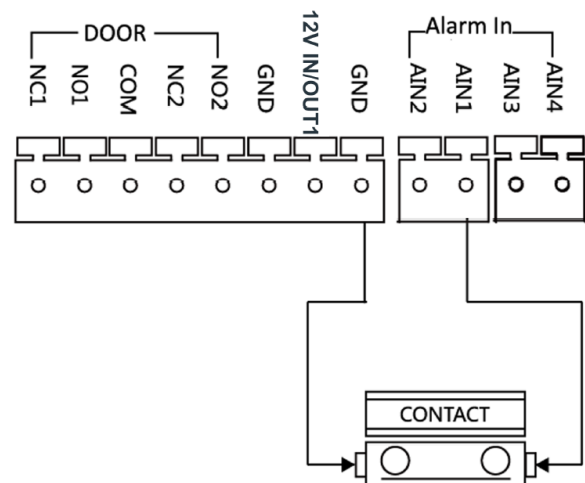 DOOR
Alarm In
NC1
NO1
COM
NC2
NO2
GND
12V IN/OUT1
GND
AIN2
AIN1
AIN3
AIN4
CONTACT